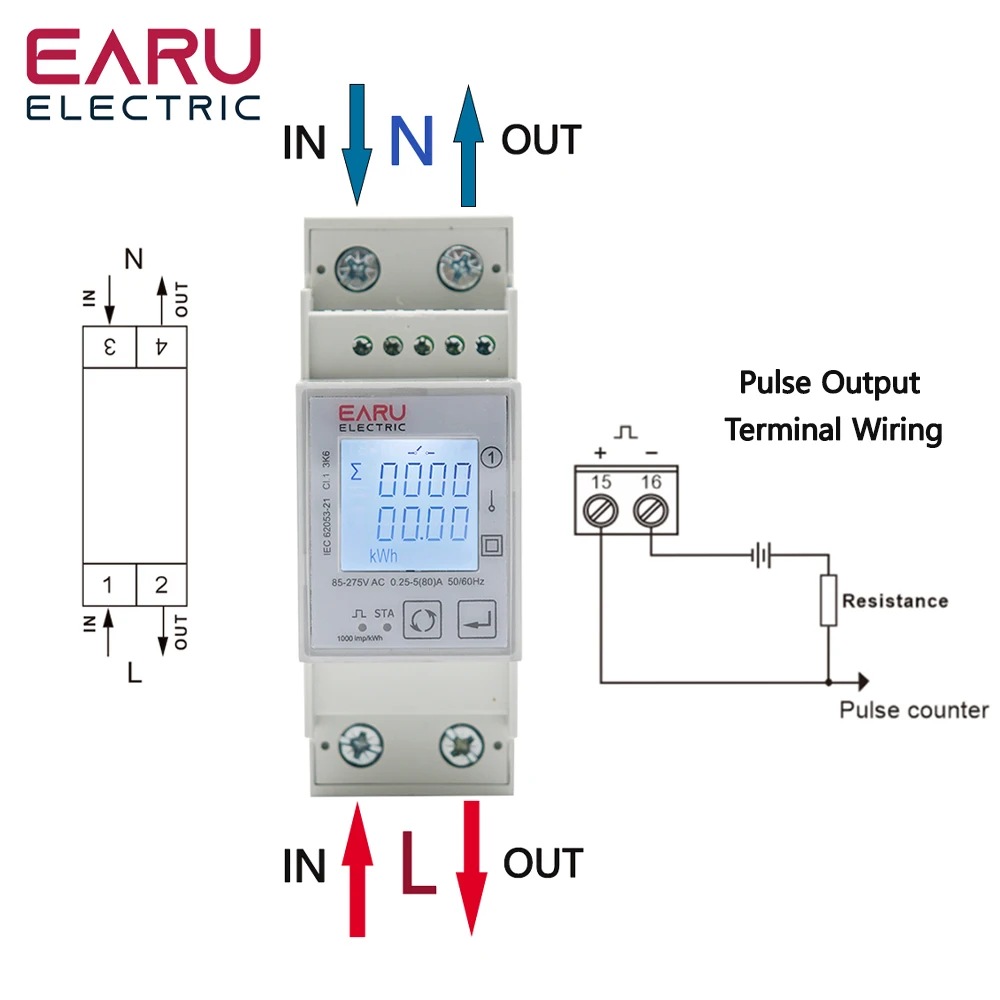 EARU
ELECTRIC
IN N OUT
N
IN OUT
3 4
1 2
IN OUT
L
EARU
ELECTRIC
IEC 62053-21 Cl.1 3K6
Σ 0000
00.00
kWh
1
85-275V AC 0.25-5(80)A 50/60Hz
STA
1000 imp/kWh
IN L OUT
Pulse Output
Terminal Wiring
+ −
15 16
Resistance
Pulse counter